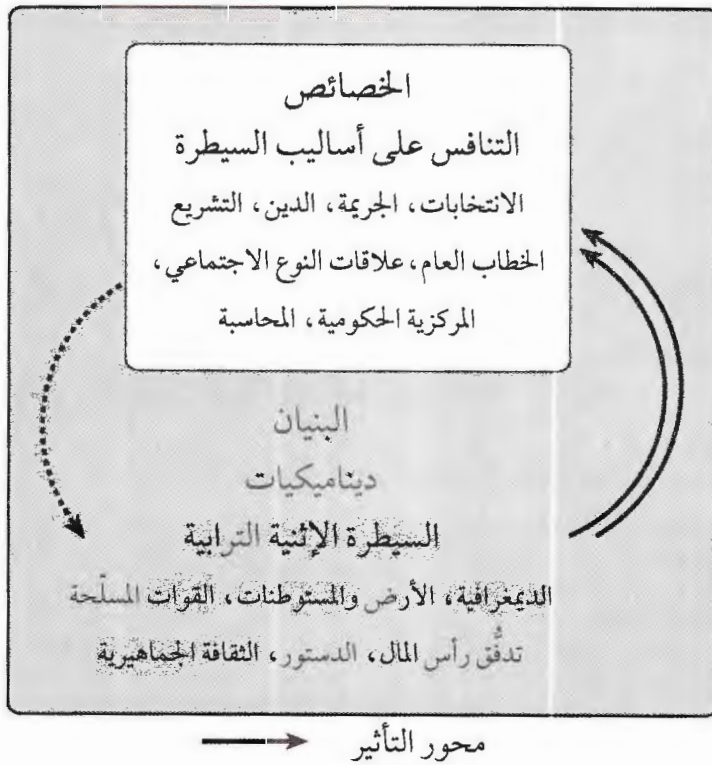 الخصائص
التنافس على أساليب السيطرة
الانتخابات، الجريمة، الدين، التشريع
الخطاب العام، علاقات النوع الاجتماعي،
المركزية الحكومية، المحاسبة
البنيان
ديناميكيات
السيطرة الإثنية الترابية
الديمغرافية، الأرض والمستوطنات، القوات المسلّحة
تدفُّق رأس المال، الدستور، الثقافة الجماهيرية
محور التأثير